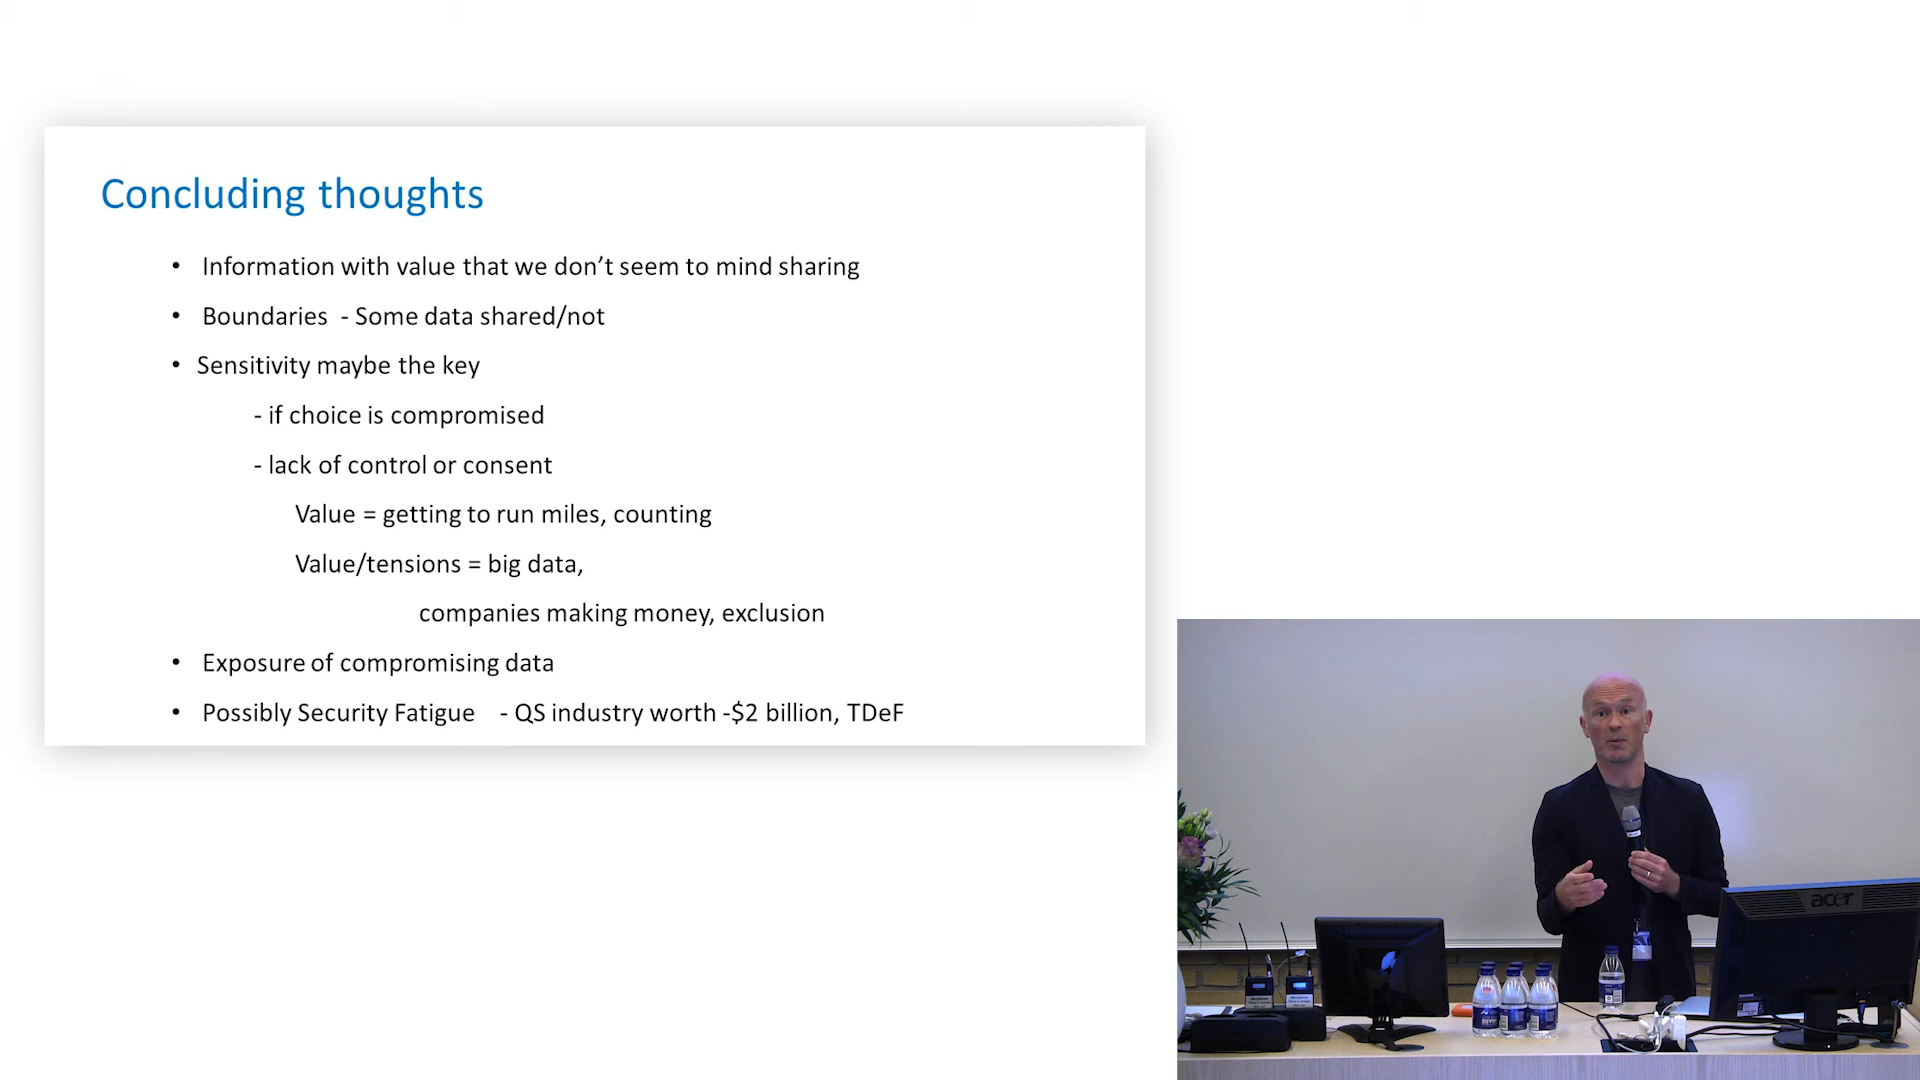 Concluding thoughts
• Information with value that we don’t seem to mind sharing
• Boundaries - Some data shared/not
• Sensitivity maybe the key
- if choice is compromised
- lack of control or consent
Value = getting to run miles, counting
Value/tensions = big data,
companies making money, exclusion
• Exposure of compromising data
• Possibly Security Fatigue - QS industry worth -$2 billion, TDeF
acer